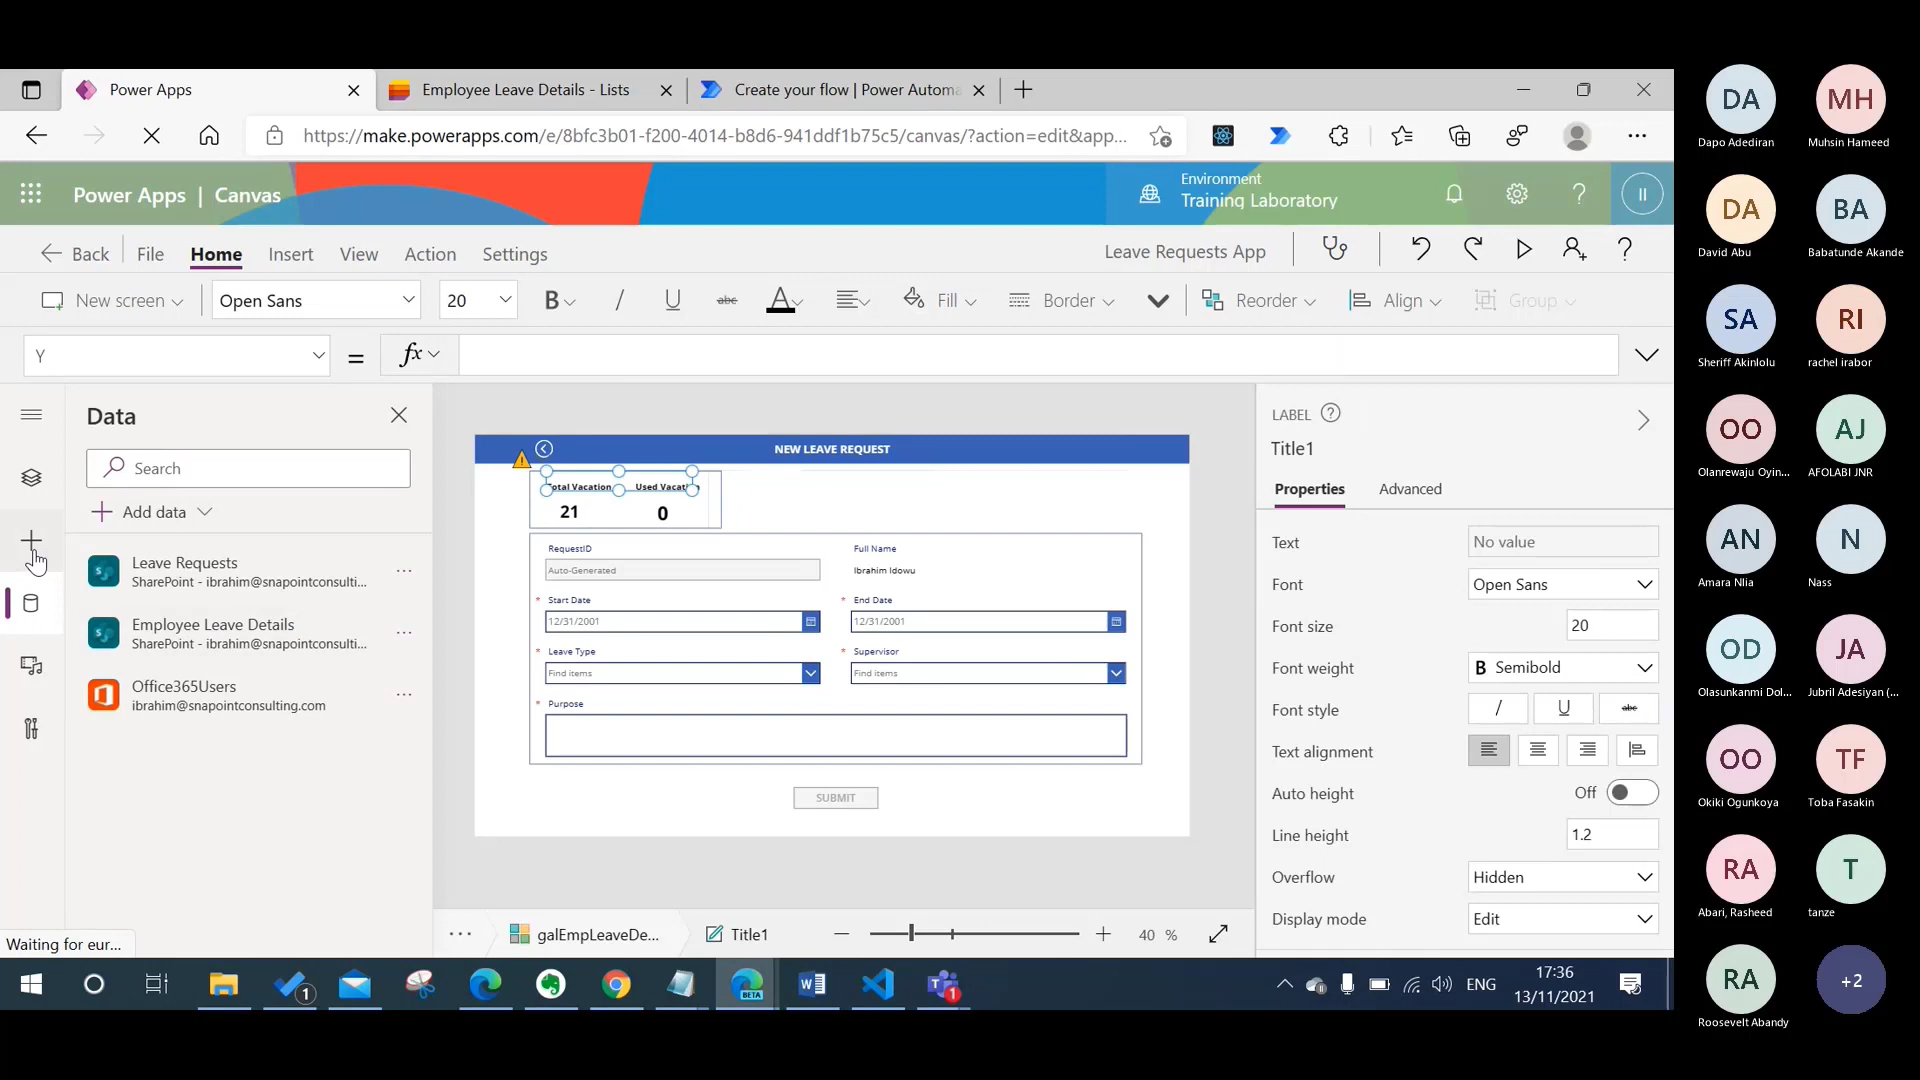 Power Apps
Employee Leave Details - Lists
Create your flow | Power Automa
https://make.powerapps.com/e/8bfc3b01-f200-4014-b8d6-941ddf1b75c5/canvas/?action=edit&app...
Power Apps | Canvas
Environment
Training Laboratory
II
Back
File
Home
Insert
View
Action
Settings
Leave Requests App
New screen
Open Sans
20
B
/
U
abc
A
Fill
Border
Reorder
Align
Group
Y
=
fx
Data
Search
Add data
Leave Requests
SharePoint - ibrahim@snapointconsulti...
Employee Leave Details
SharePoint - ibrahim@snapointconsulti...
Office365Users
ibrahim@snapointconsulting.com
Waiting for eur...
NEW LEAVE REQUEST
Total Vacation
Used Vacation
21
0
RequestID
Full Name
Auto-Generated
Ibrahim Idowu
* Start Date
* End Date
12/31/2001
12/31/2001
* Leave Type
* Supervisor
Find items
Find items
* Purpose
SUBMIT
galEmpLeaveDe...
Title1
40 %
LABEL
Title1
Properties
Advanced
Text
No value
Font
Open Sans
Font size
20
Font weight
B Semibold
Font style
/
U
abc
Text alignment
Auto height
Off
Line height
1.2
Overflow
Hidden
Display mode
Edit
1
BETA
1
ENG
17:36
13/11/2021
DA
Dapo Adediran
MH
Muhsin Hameed
DA
David Abu
BA
Babatunde Akande
SA
Sheriff Akinlolu
RI
rachel irabor
OO
Olanrewaju Oyin...
AJ
AFOLABI JNR
AN
Amara Nlia
N
Nass
OD
Olasunkanmi Dol...
JA
Jubril Adesiyan (...
OO
Okiki Ogunkoya
TF
Toba Fasakin
RA
Abari, Rasheed
T
tanze
RA
Roosevelt Abandy
+2